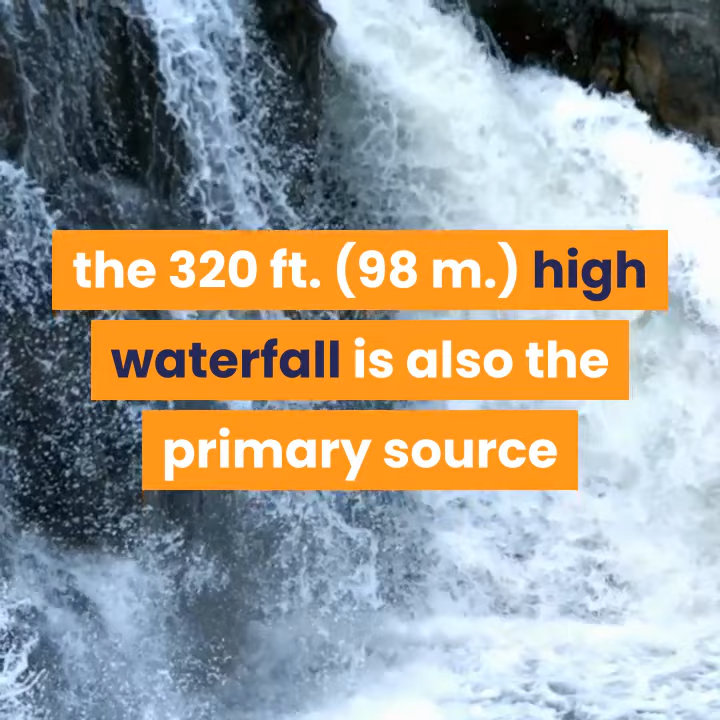 the 320 ft. (98 m.) high
waterfall is also the
primary source